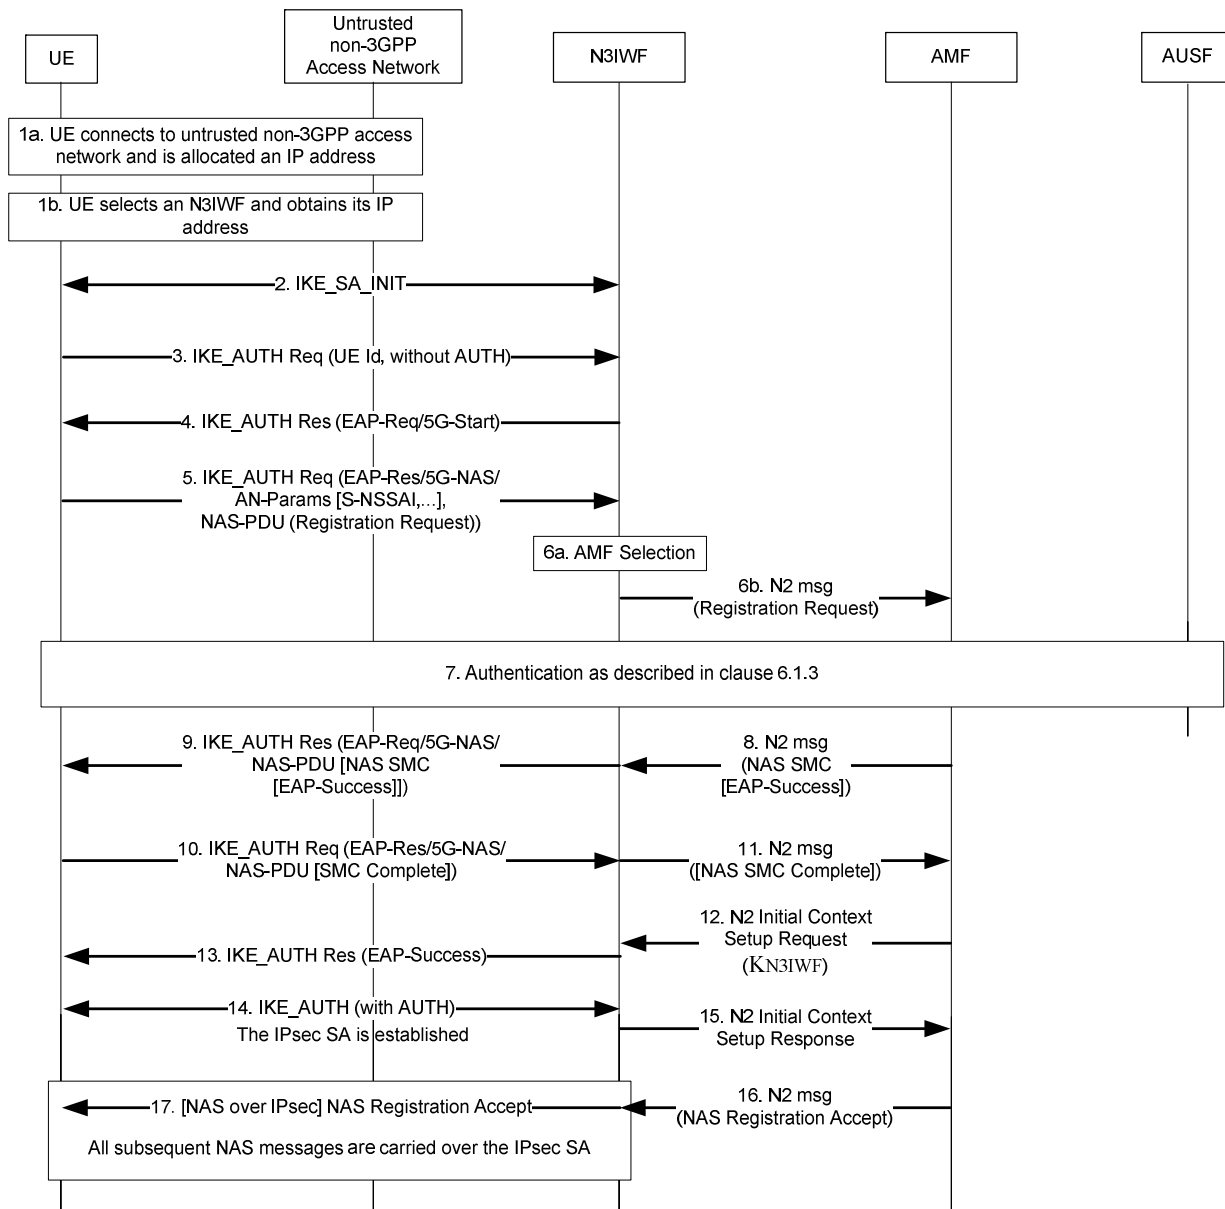 UE
Untrusted
non-3GPP
Access Network
N3IWF
AMF
AUSF
1a. UE connects to untrusted non-3GPP access
network and is allocated an IP address
1b. UE selects an N3IWF and obtains its IP
address
2. IKE_SA_INIT
3. IKE_AUTH Req (UE Id, without AUTH)
4. IKE_AUTH Res (EAP-Req/5G-Start)
5. IKE_AUTH Req (EAP-Res/5G-NAS/
AN-Params [S-NSSAI,...],
NAS-PDU (Registration Request))
6a. AMF Selection
6b. N2 msg
(Registration Request)
7. Authentication as described in clause 6.1.3
9. IKE_AUTH Res (EAP-Req/5G-NAS/
NAS-PDU [NAS SMC
[EAP-Success]])
8. N2 msg
(NAS SMC
[EAP-Success])
10. IKE_AUTH Req (EAP-Res/5G-NAS/
NAS-PDU [SMC Complete])
11. N2 msg
([NAS SMC Complete])
12. N2 Initial Context
Setup Request
(KN3IWF)
13. IKE_AUTH Res (EAP-Success)
14. IKE_AUTH (with AUTH)
The IPsec SA is established
15. N2 Initial Context
Setup Response
17. [NAS over IPsec] NAS Registration Accept
16. N2 msg
(NAS Registration Accept)
All subsequent NAS messages are carried over the IPsec SA